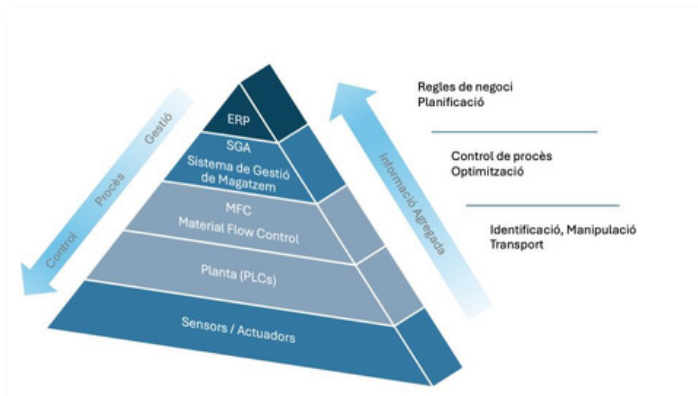 ERP
SGA
Sistema de Gestió
de Magatzem
MFC
Material Flow Control
Planta (PLCs)
Sensors / Actuadors
Control Procès Gestió
Informació Agregada
Regles de negoci
Planificació
Control de procès
Optimització
Identificació, Manipulació
Transport